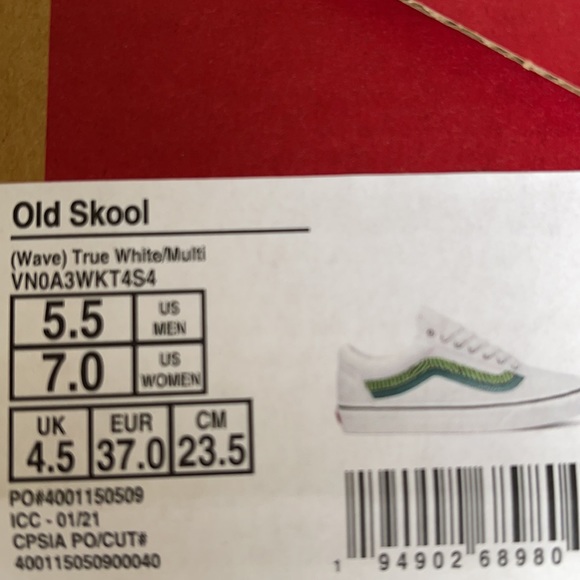 Old Skool
(Wave) True White/Multi
VN0A3WKT4S4
5.5 US MEN
7.0 US WOMEN
UK EUR CM
4.5 37.0 23.5
PO#4001150509
ICC - 01/21
CPSIA PO/CUT#
400115050900040
1 94902 68980